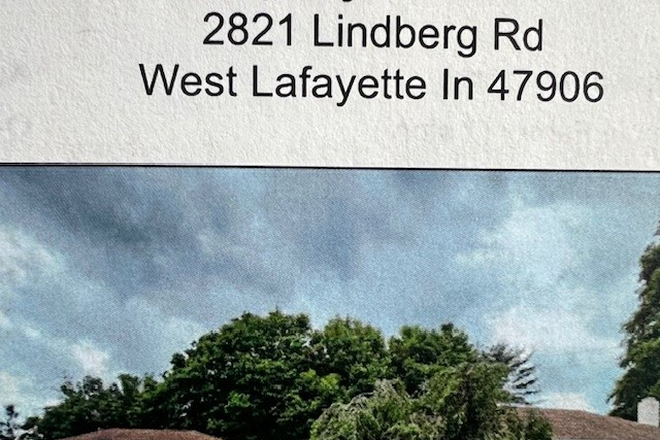 2821 Lindberg Rd
West Lafayette In 47906